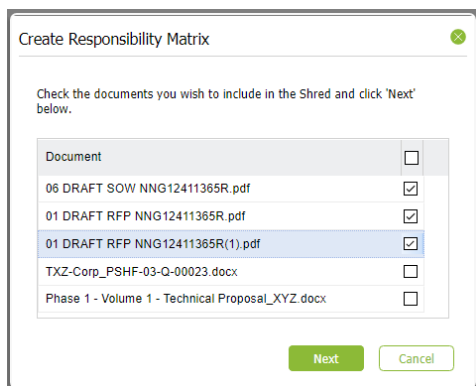 Create Responsibility Matrix
Check the documents you wish to include in the Shred and click 'Next'
below.
Document
06 DRAFT SOW NNG12411365R.pdf
01 DRAFT RFP NNG12411365R.pdf
01 DRAFT RFP NNG12411365R(1).pdf
TXZ-Corp_PSHF-03-Q-00023.docx
Phase 1 - Volume 1 - Technical Proposal_XYZ.docx
Next Cancel